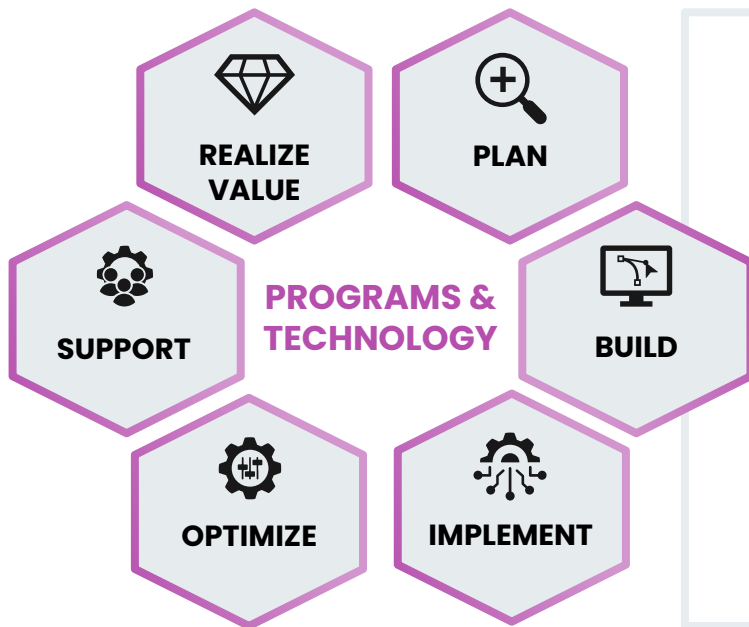 REALIZE
VALUE
PLAN
SUPPORT
PROGRAMS &
TECHNOLOGY
BUILD
OPTIMIZE
IMPLEMENT